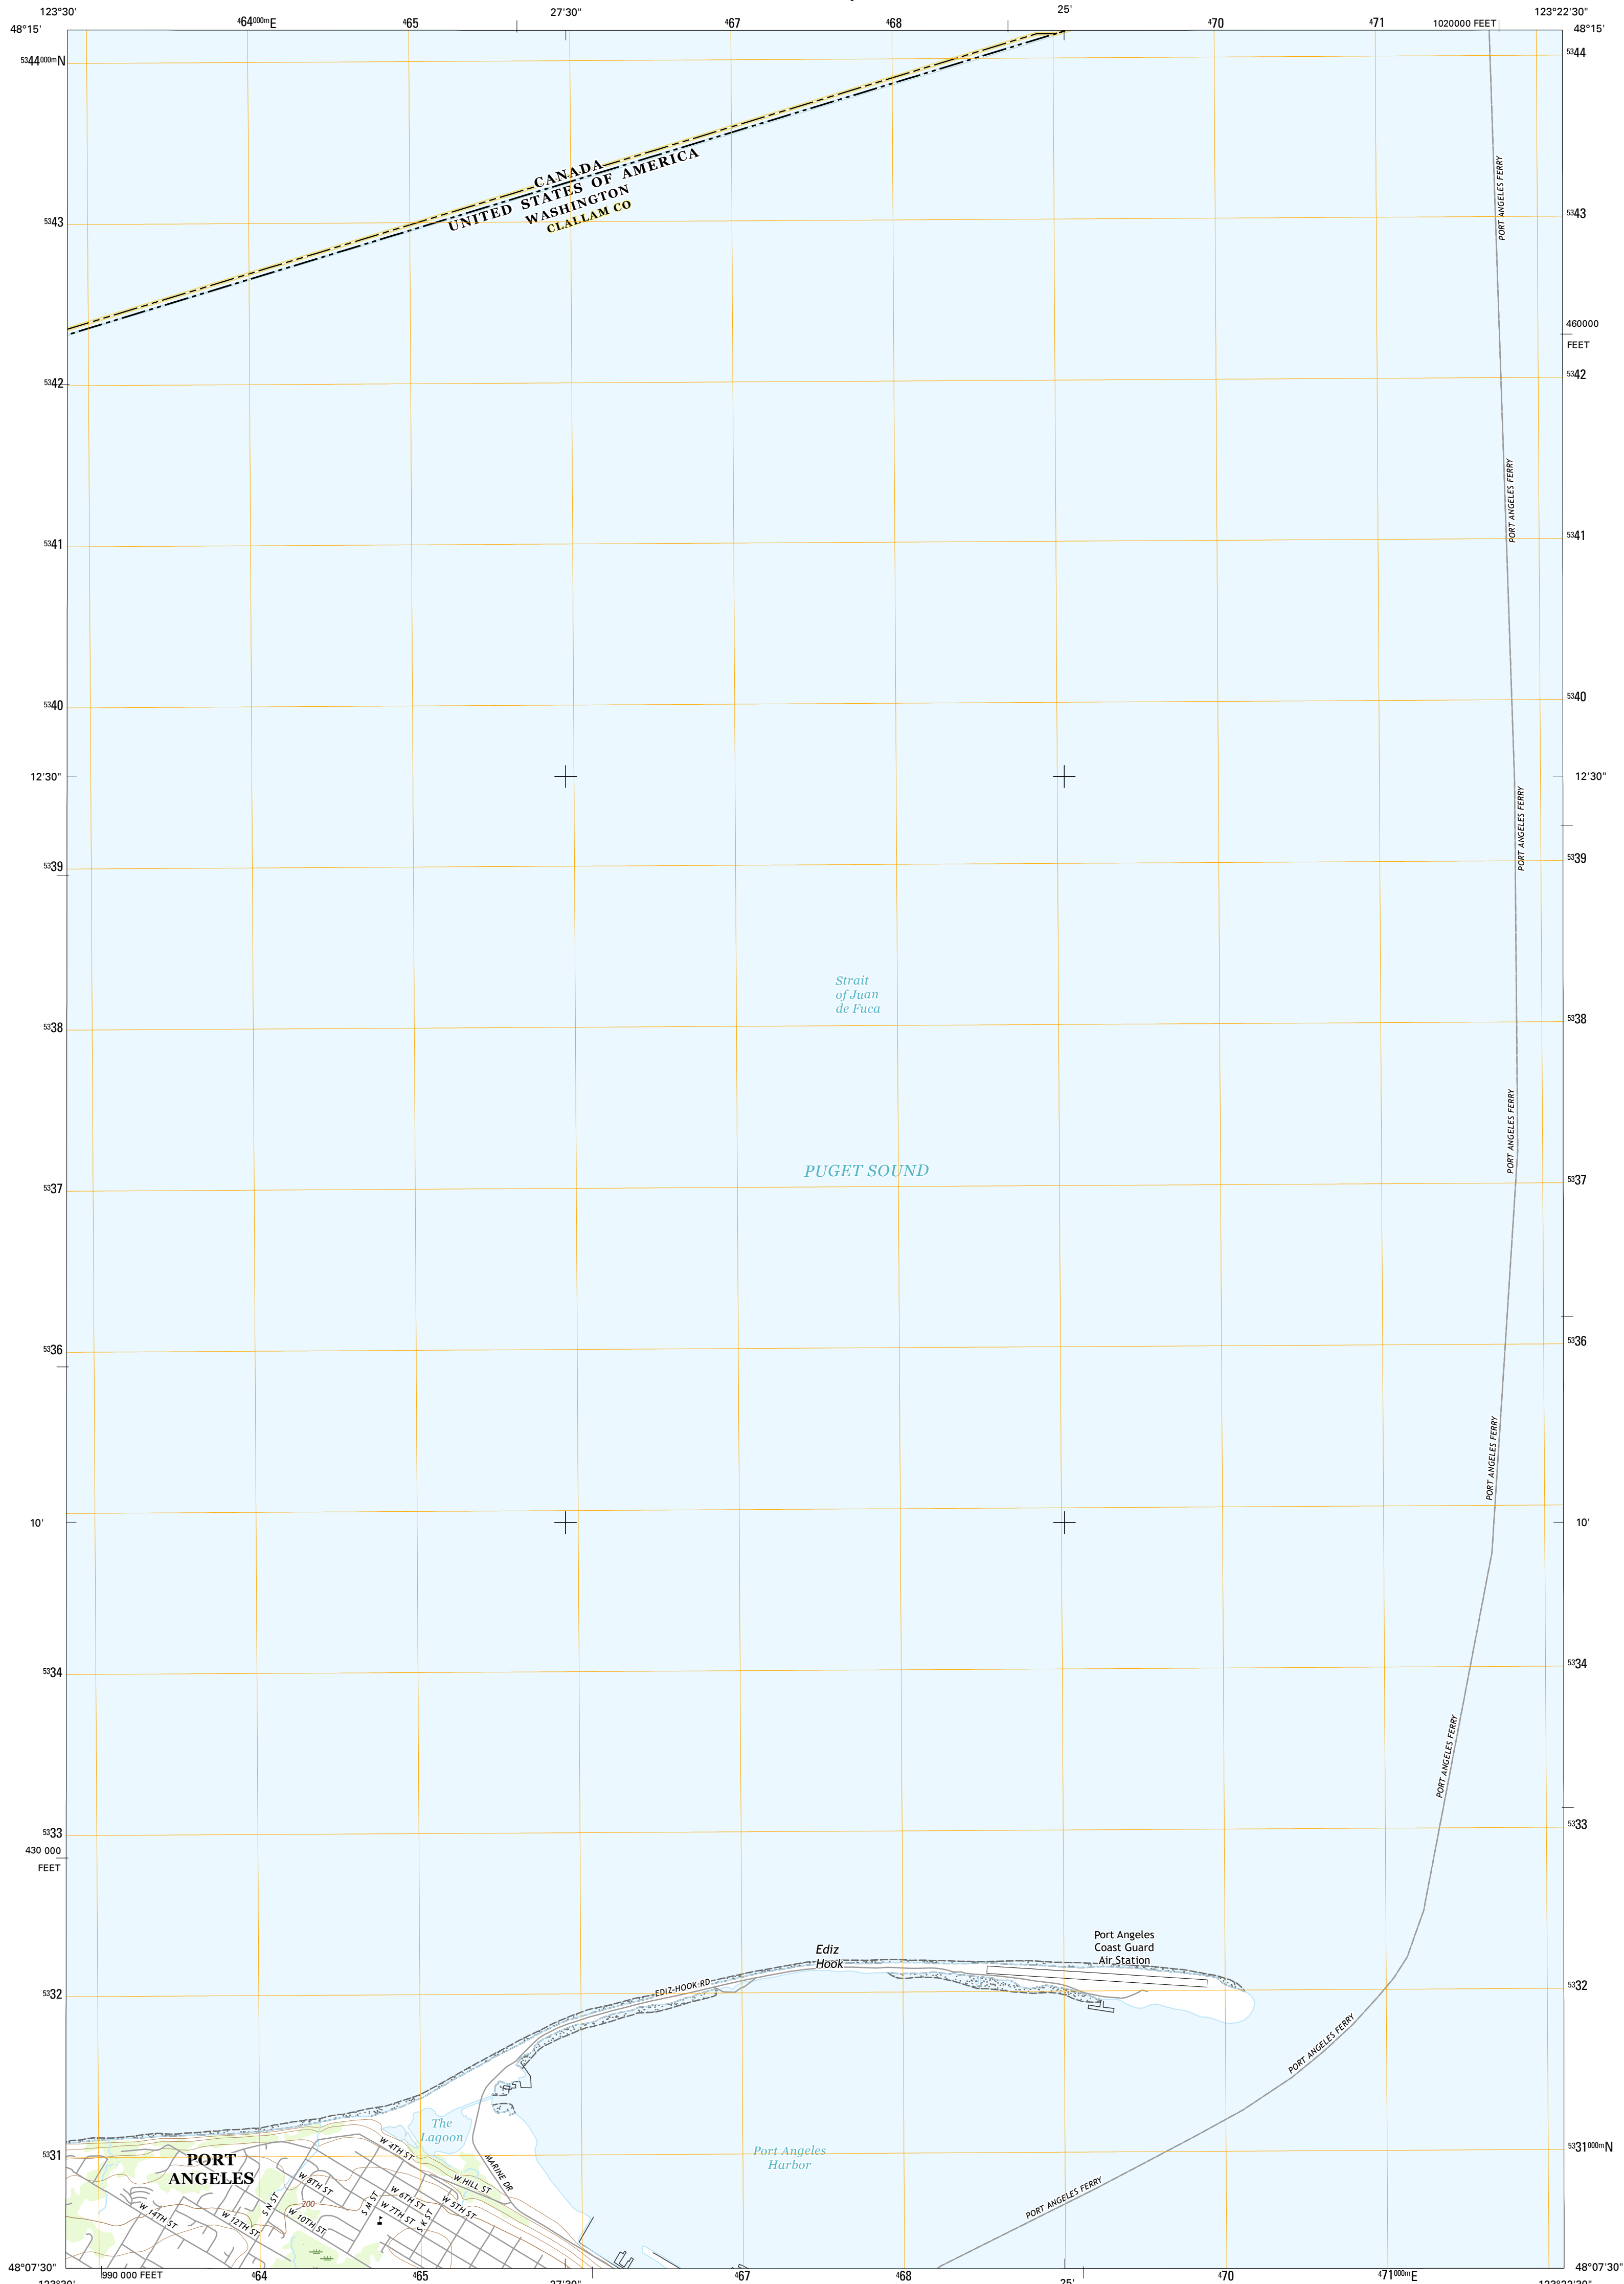 123°30'
⁴64⁰⁰⁰ᵐE
⁴65
27'30"
⁴67
⁴68
25'
⁴70
⁴71
1020000 FEET
123°22'30"
48°15'
48°15'
⁵³44⁰⁰⁰ᵐN
⁵³44
CANADA
UNITED STATES OF AMERICA
WASHINGTON
CLALLAM CO
PORT ANGELES FERRY
⁵³43
⁵³43
460000
FEET
⁵³42
⁵³42
PORT ANGELES FERRY
⁵³41
⁵³41
⁵³40
⁵³40
12'30"
12'30"
PORT ANGELES FERRY
⁵³39
⁵³39
Strait
of Juan
de Fuca
⁵³38
⁵³38
PORT ANGELES FERRY
PUGET SOUND
⁵³37
⁵³37
⁵³36
⁵³36
PORT ANGELES FERRY
10'
10'
⁵³34
⁵³34
PORT ANGELES FERRY
⁵³33
⁵³33
430 000
FEET
Port Angeles
Coast Guard
Air Station
Ediz
Hook
EDIZ HOOK RD
⁵³32
⁵³32
PORT ANGELES FERRY
The
Lagoon
⁵³31
⁵³31⁰⁰⁰ᵐN
Port Angeles
Harbor
PORT
ANGELES
W 4TH ST
MARINE DR
W HILL ST
W 8TH ST
W 6TH ST
W 5TH ST
W 7TH ST
S N ST
S M ST
S K ST
200
W 14TH ST
W 12TH ST
W 10TH ST
PORT ANGELES FERRY
48°07'30"
48°07'30"
990 000 FEET
⁴64
⁴65
27'30"
⁴67
⁴68
25'
⁴70
⁴71⁰⁰⁰ᵐE
123°30'
123°22'30"